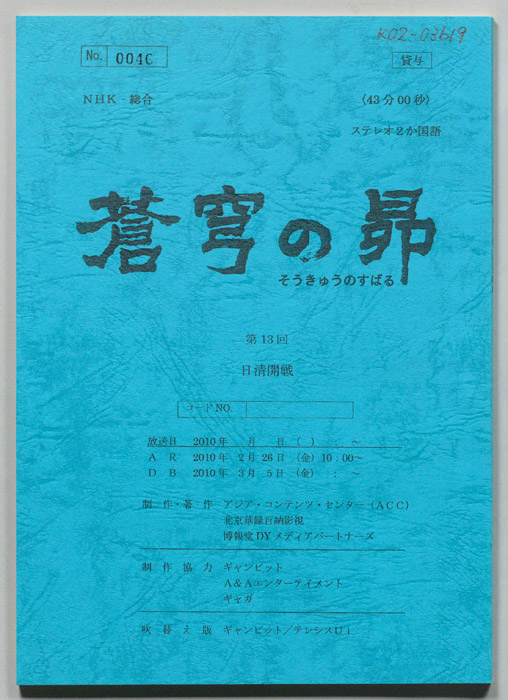 K02-03619
No. 004C
貸与
NHK－総合
〈43分00秒〉
ステレオ2か国語
蒼穹の昴
そうきゅうのすばる
第13回
日清開戦
コードNO.
放送日 2010年 月 日 ( ) : ～
A R 2010年 2月26日 (金) 10:00～
D B 2010年 3月 5日 (金) : ～
制作・著作 アジア・コンテンツ・センター（ACC）
北京華録百納影視
博報堂DYメディアパートナーズ
制作協力 ギャンビット
A&Aエンターテイメント
ギャガ
吹替え版 ギャンビット／テレシスUi